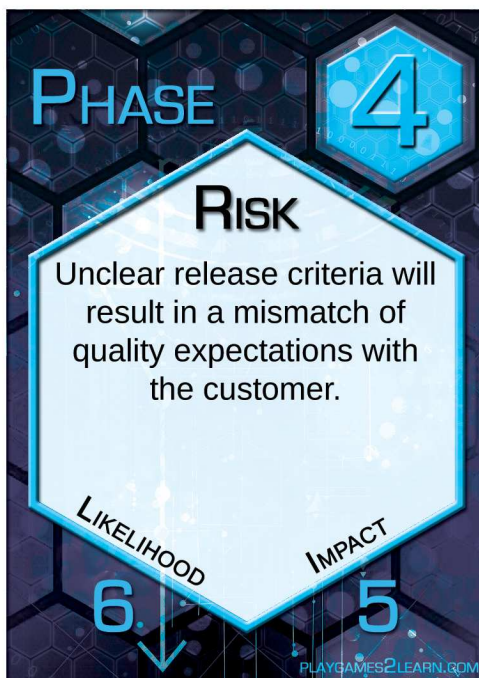 PHASE 4
RISK
Unclear release criteria will
result in a mismatch of
quality expectations with
the customer.
LIKELIHOOD IMPACT
6 5
PLAYGAMES2LEARN.COM